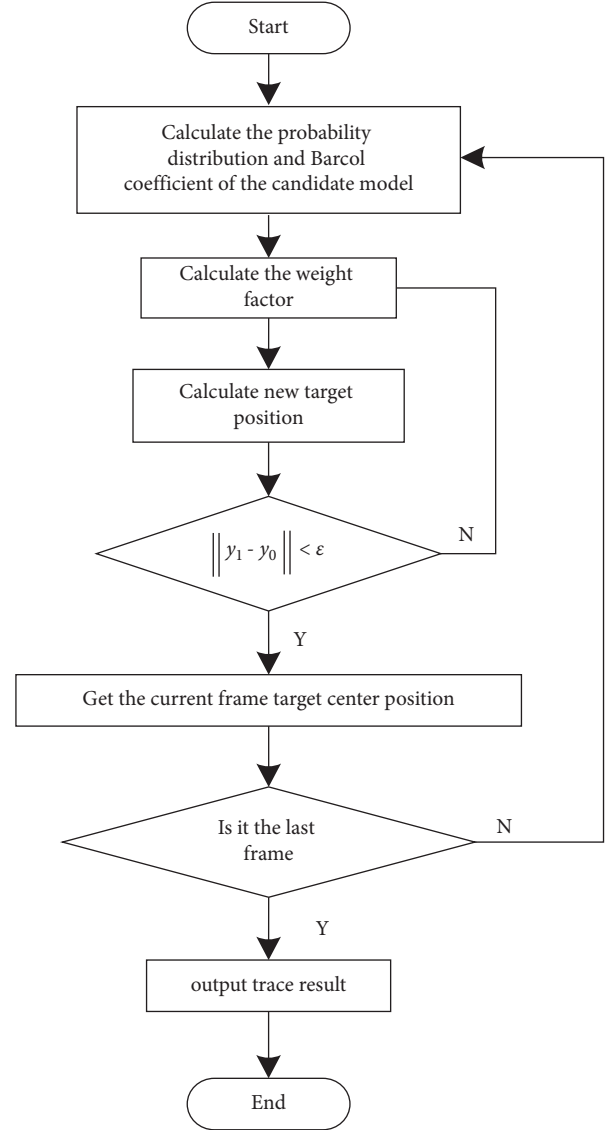 Start
Calculate the probability
distribution and Barcol
coefficient of the candidate model
Calculate the weight
factor
Calculate new target
position
|| y₁ - y₀ || < ε
N
Y
Get the current frame target center position
Is it the last
frame
N
Y
output trace result
End